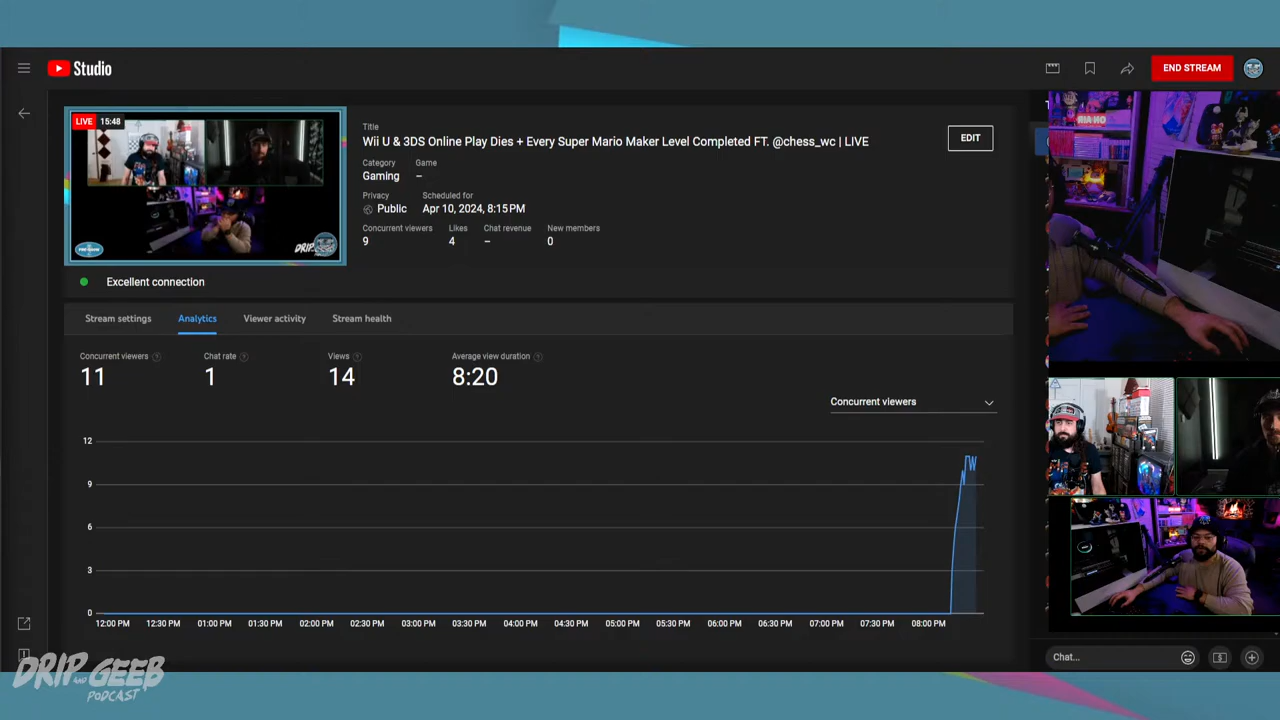 Studio
END STREAM
LIVE 15:48
Title
Wii U & 3DS Online Play Dies + Every Super Mario Maker Level Completed FT. @chess_wc | LIVE
EDIT
Category Game
Gaming –
Privacy Scheduled for
Public Apr 10, 2024, 8:15 PM
Concurrent viewers Likes Chat revenue New members
9 4 – 0
Excellent connection
Stream settings Analytics Viewer activity Stream health
Concurrent viewers Chat rate Views Average view duration
11 1 14 8:20
Concurrent viewers
12
9
6
3
0
12:00 PM 12:30 PM 01:00 PM 01:30 PM 02:00 PM 02:30 PM 03:00 PM 03:30 PM 04:00 PM 04:30 PM 05:00 PM 05:30 PM 06:00 PM 06:30 PM 07:00 PM 07:30 PM 08:00 PM
Chat...
DRIP AND GEEB
PODCAST